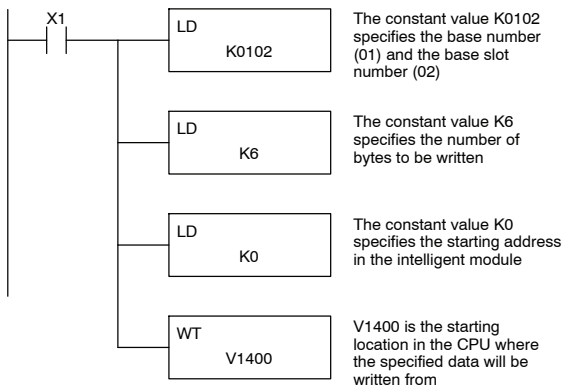 X1
LD
K0102
The constant value K0102
specifies the base number
(01) and the base slot
number (02)
LD
K6
The constant value K6
specifies the number of
bytes to be written
LD
K0
The constant value K0
specifies the starting address
in the intelligent module
WT
V1400
V1400 is the starting
location in the CPU where
the specified data will be
written from